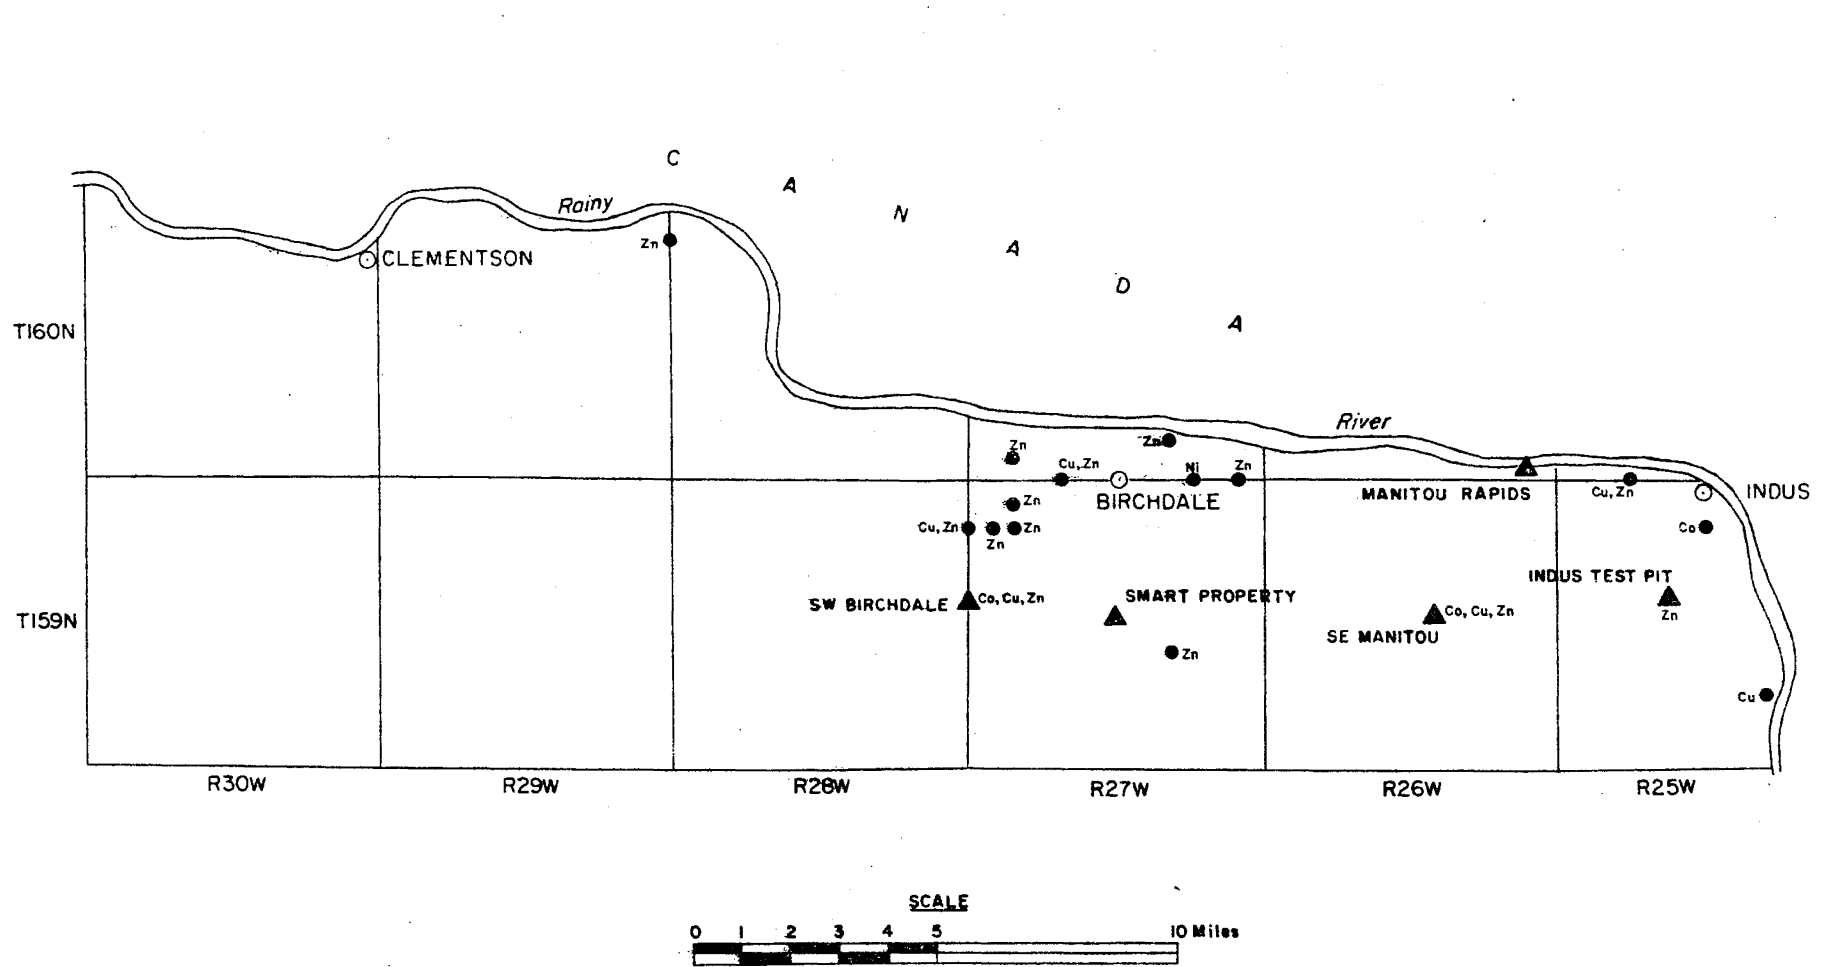 C
A
N
A
D
A
Rainy
Zn
CLEMENTSON
T160N
River
Zn
Zn
Cu, Zn
Ni
Zn
MANITOU RAPIDS
Cu, Zn
INDUS
BIRCHDALE
Zn
Cu, Zn
Zn
Zn
Co
INDUS TEST PIT
SW BIRCHDALE
Co, Cu, Zn
SMART PROPERTY
Co, Cu, Zn
Zn
T159N
SE MANITOU
Zn
Cu
R30W
R29W
R28W
R27W
R26W
R25W
SCALE
0 1 2 3 4 5 10 Miles